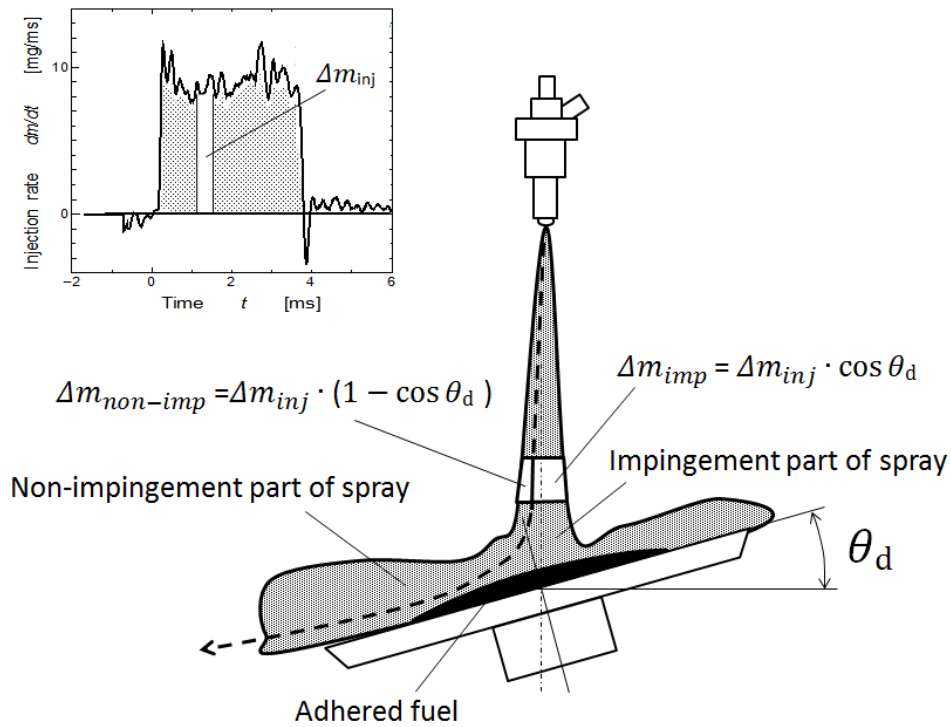 Injection rate dm/dt [mg/ms]
10
0
Δm_inj
−2 0 2 4 6
Time t [ms]
Δm_imp = Δm_inj · cos θ_d
Δm_non−imp =Δm_inj · (1 − cos θ_d )
Impingement part of spray
Non-impingement part of spray
θ_d
Adhered fuel